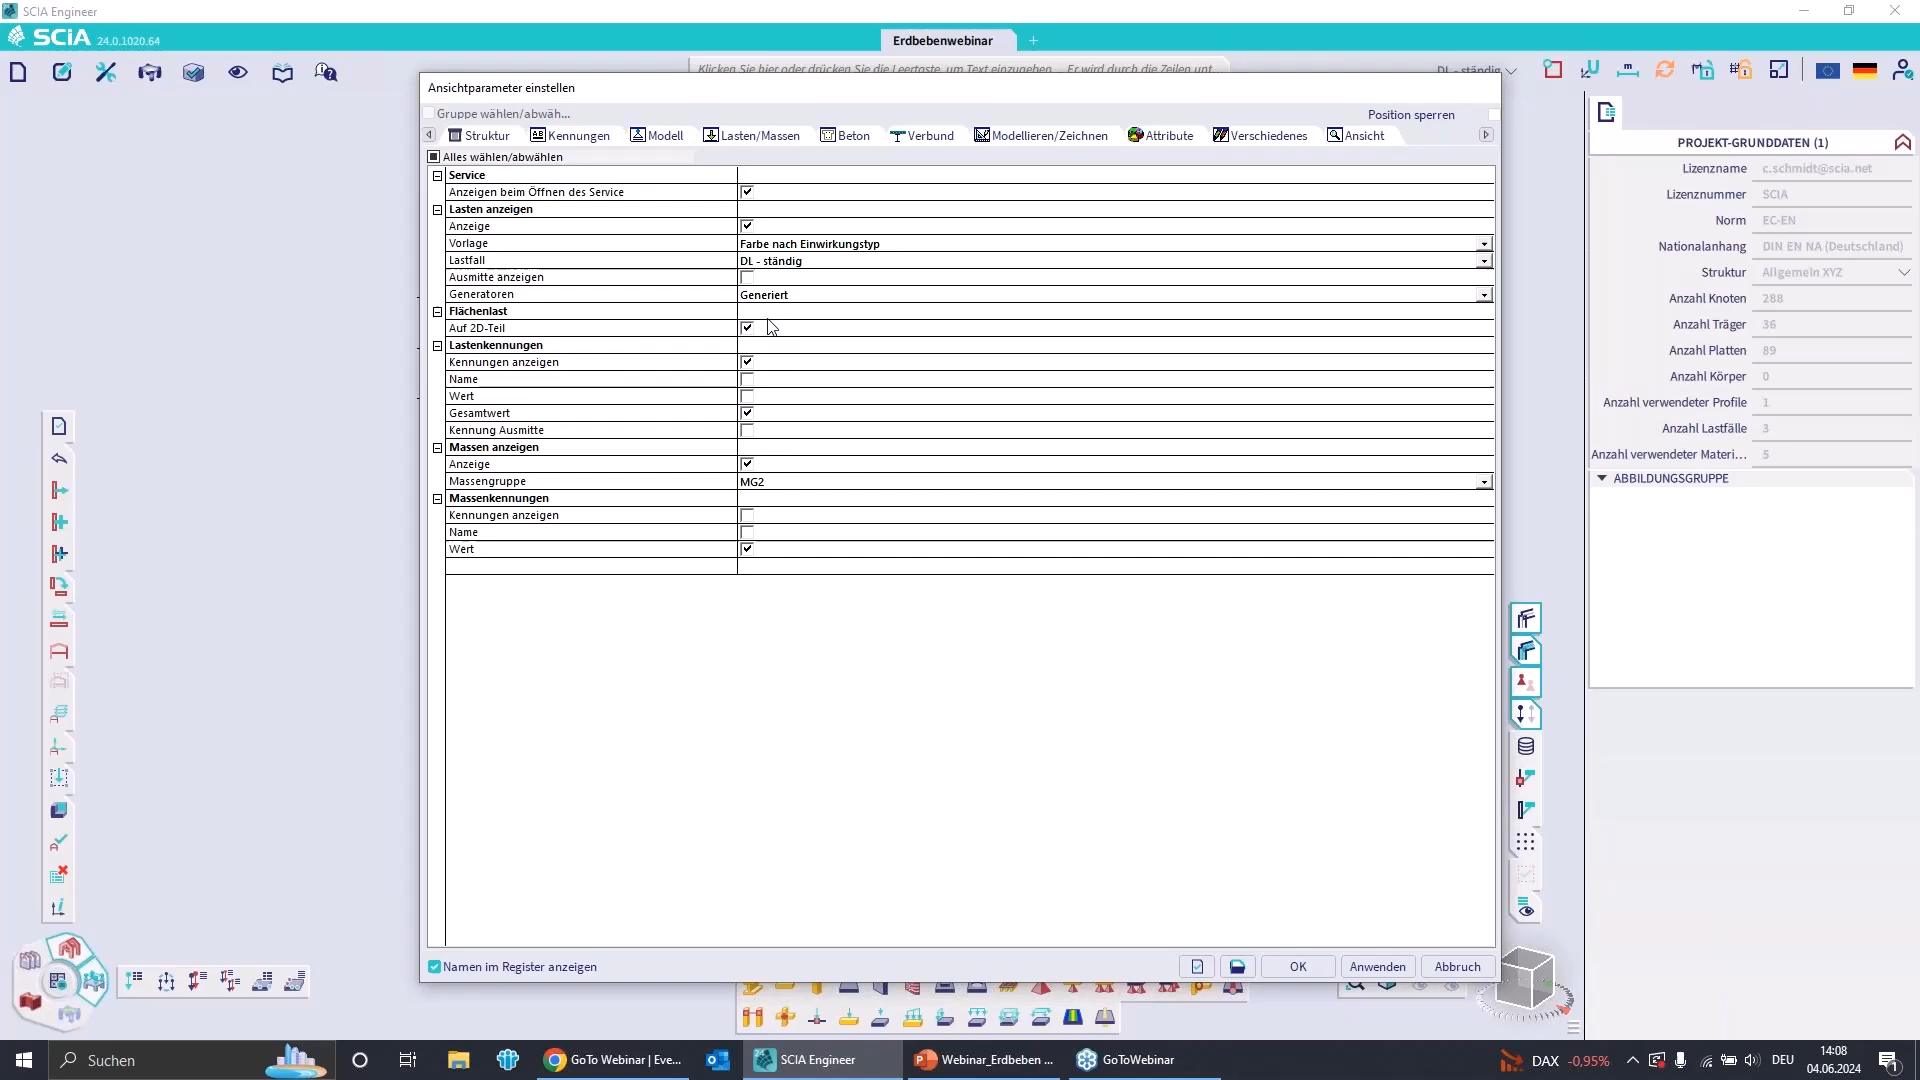 SCIA Engineer
SCiA 24.0.1020.64
Erdbebenwebinar
+
Klicken Sie hier oder drücken Sie die Leertaste, um Text einzugeben... Er wird durch die Zeilen unt...
DL - ständig
Ansichtparameter einstellen
Gruppe wählen/abwäh...
Position sperren
Struktur
Kennungen
Modell
Lasten/Massen
Beton
Verbund
Modellieren/Zeichnen
Attribute
Verschiedenes
Ansicht
Alles wählen/abwählen
Service
Anzeigen beim Öffnen des Service
Lasten anzeigen
Anzeige
Vorlage Farbe nach Einwirkungstyp
Lastfall DL - ständig
Ausmitte anzeigen
Generatoren Generiert
Flächenlast
Auf 2D-Teil
Lastenkennungen
Kennungen anzeigen
Name
Wert
Gesamtwert
Kennung Ausmitte
Massen anzeigen
Anzeige
Massengruppe MG2
Massenkennungen
Kennungen anzeigen
Name
Wert
Namen im Register anzeigen
OK
Anwenden
Abbruch
PROJEKT-GRUNDDATEN (1)
Lizenzname c.schmidt@scia.net
Lizenznummer SCIA
Norm EC-EN
Nationalanhang DIN EN NA (Deutschland)
Struktur Allgemein XYZ
Anzahl Knoten 288
Anzahl Träger 36
Anzahl Platten 89
Anzahl Körper 0
Anzahl verwendeter Profile 1
Anzahl Lastfälle 3
Anzahl verwendeter Materi... 5
ABBILDUNGSGRUPPE
Suchen
GoTo Webinar | Eve...
SCIA Engineer
Webinar_Erdbeben ...
GoToWebinar
DAX -0,95%
DEU
14:08
04.06.2024
1